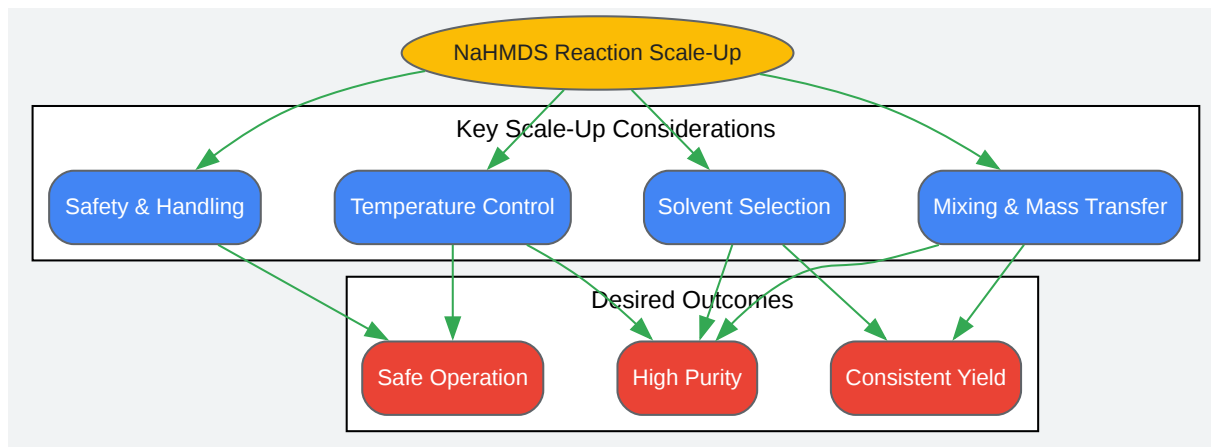 NaHMDS Reaction Scale-Up
Key Scale-Up Considerations
Safety & Handling
Temperature Control
Solvent Selection
Mixing & Mass Transfer
Desired Outcomes
Safe Operation
High Purity
Consistent Yield